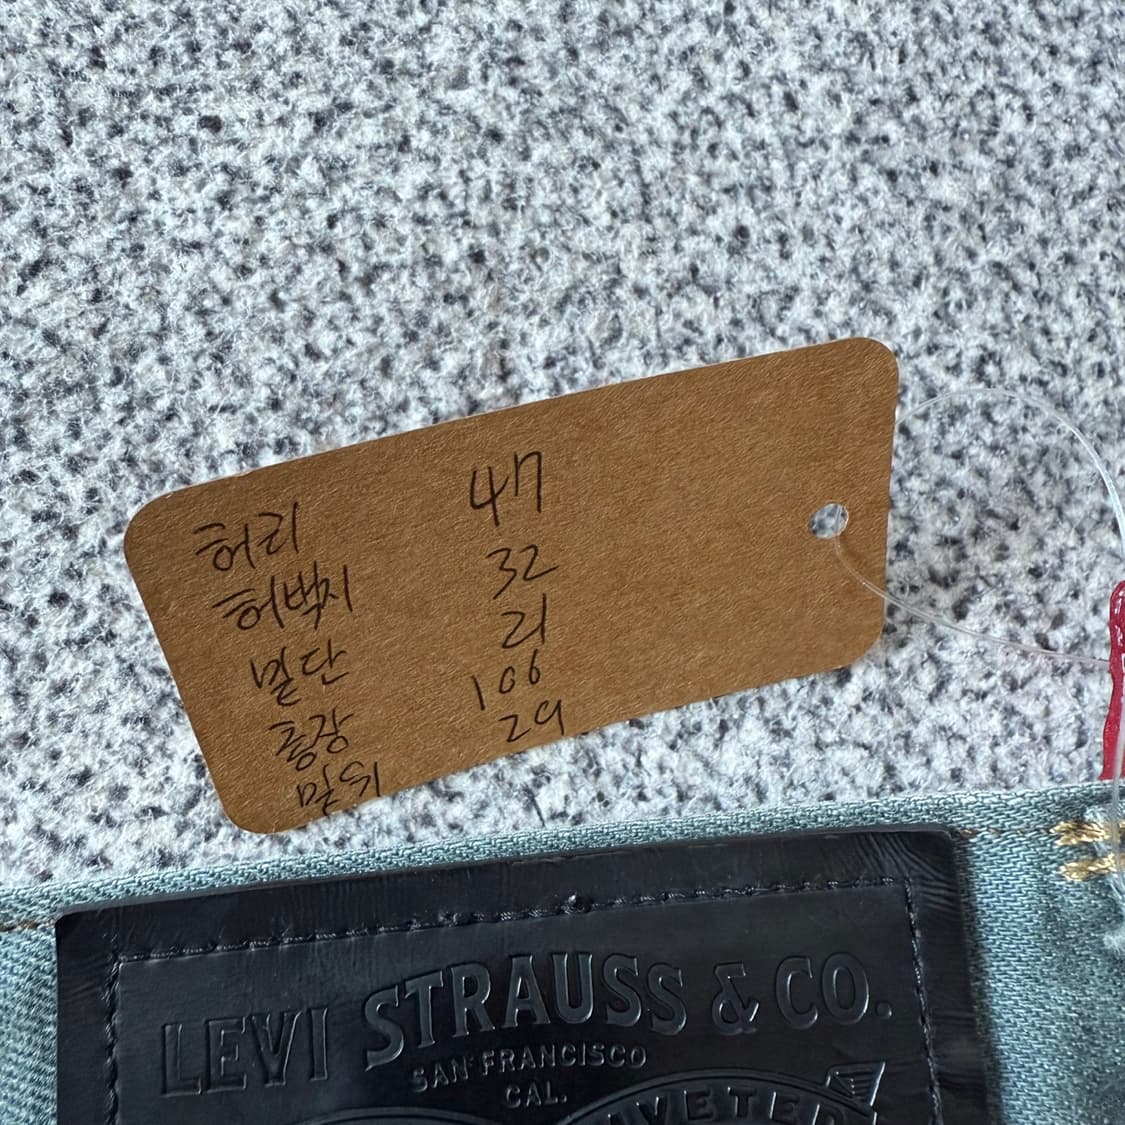 허리 47
허벅지 32
밑단 21
총장 106
밑위 29
LEVI STRAUSS & CO.
SAN FRANCISCO
CAL.